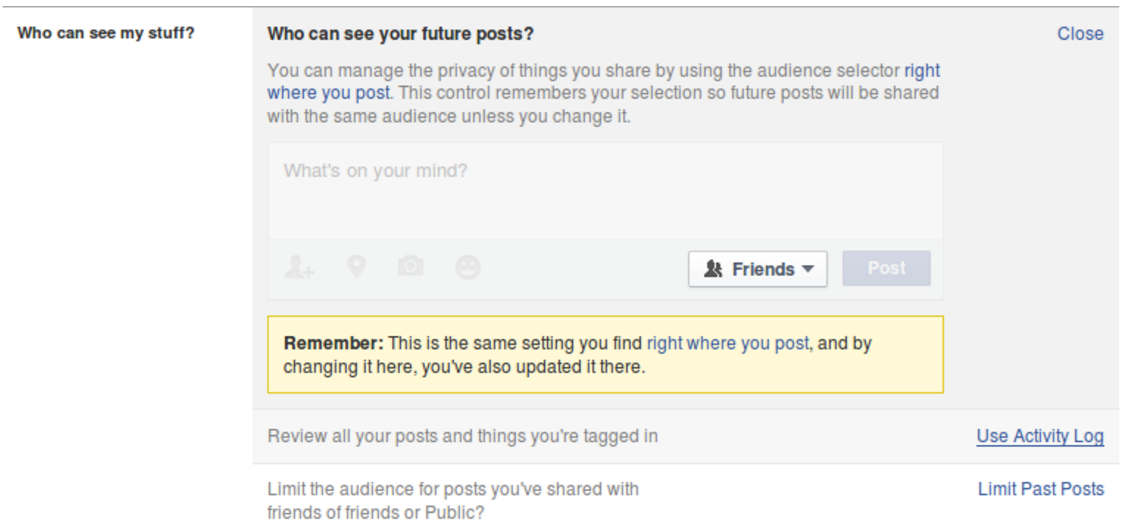 Who can see my stuff?
Who can see your future posts?
Close
You can manage the privacy of things you share by using the audience selector right
where you post. This control remembers your selection so future posts will be shared
with the same audience unless you change it.
What's on your mind?
Friends
Post
Remember: This is the same setting you find right where you post, and by
changing it here, you've also updated it there.
Review all your posts and things you're tagged in
Use Activity Log
Limit the audience for posts you've shared with
friends of friends or Public?
Limit Past Posts